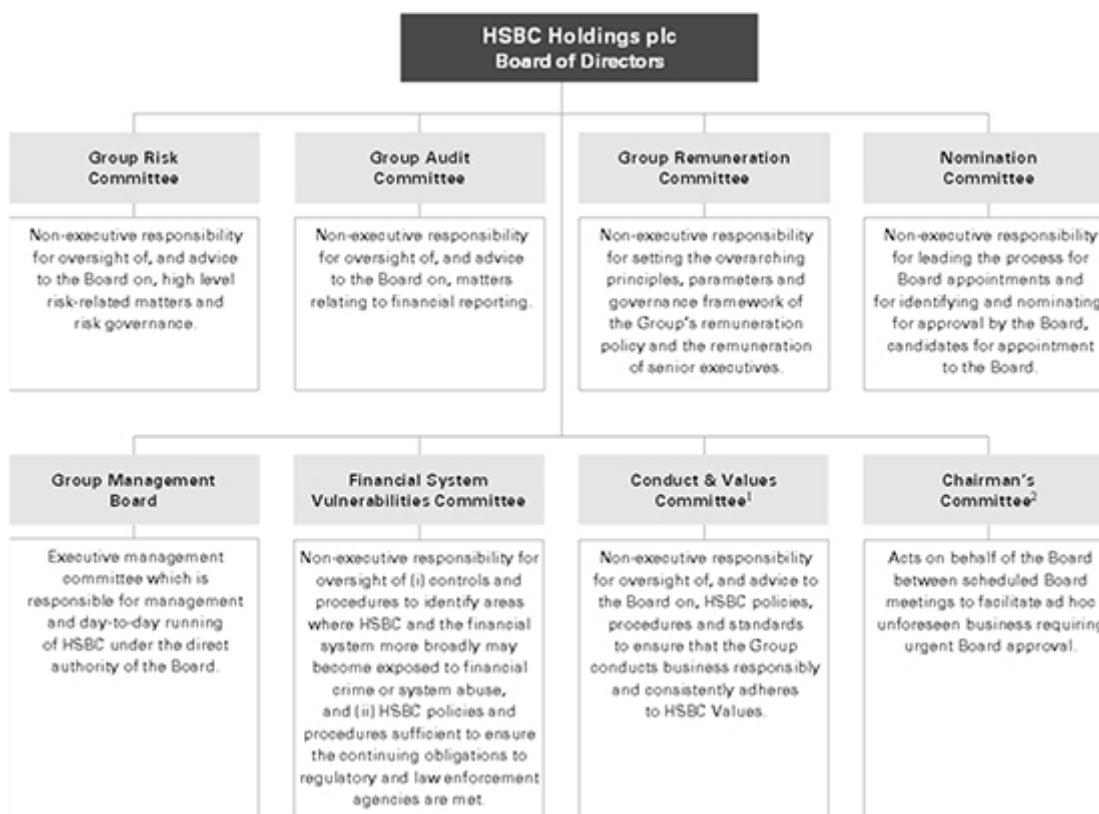 HSBC Holdings plc
Board of Directors
Group Risk
Committee
Non-executive responsibility
for oversight of, and advice
to the Board on, high level
risk-related matters and
risk governance.
Group Audit
Committee
Non-executive responsibility
for oversight of, and advice
to the Board on, matters
relating to financial reporting.
Group Remuneration
Committee
Non-executive responsibility
for setting the overarching
principles, parameters and
governance framework of
the Group's remuneration
policy and the remuneration
of senior executives.
Nomination
Committee
Non-executive responsibility
for leading the process for
Board appointments and
for identifying and nominating,
for approval by the Board,
candidates for appointment
to the Board.
Group Management
Board
Executive management
committee which is
responsible for management
and day-to-day running
of HSBC under the direct
authority of the Board.
Financial System
Vulnerabilities Committee
Non-executive responsibility for
oversight of (i) controls and
procedures to identify areas
where HSBC and the financial
system more broadly may
become exposed to financial
crime or system abuse,
and (ii) HSBC policies and
procedures sufficient to ensure
the continuing obligations to
regulatory and law enforcement
agencies are met.
Conduct & Values
Committee¹
Non-executive responsibility
for oversight of, and advice to
the Board on, HSBC policies,
procedures and standards
to ensure that the Group
conducts business responsibly
and consistently adheres
to HSBC Values.
Chairman's
Committee²
Acts on behalf of the Board
between scheduled Board
meetings to facilitate ad hoc
unforeseen business requiring
urgent Board approval.